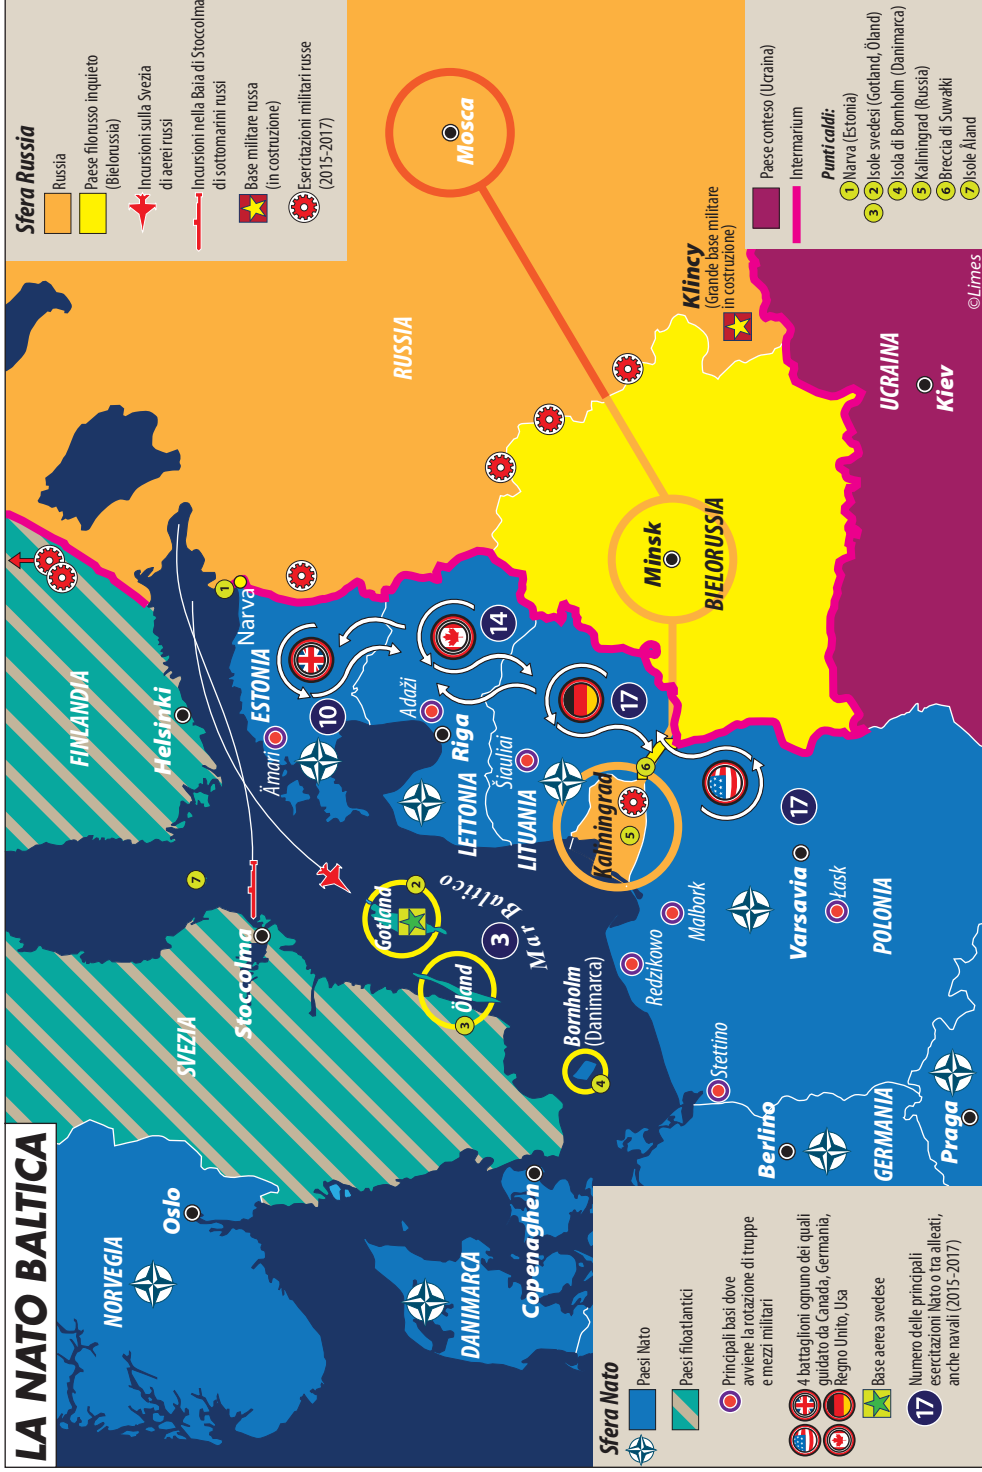 LA NATO BALTICA
Sfera Russia
Russia
Paese filorusso inquieto
(Bielorussia)
Incursioni sulla Svezia
di aerei russi
Incursioni nella Baia di Stoccolma
di sottomarini russi
Base militare russa
(in costruzione)
Esercitazioni militari russe
(2015-2017)
Paese conteso (Ucraina)
Intermarium
Punti caldi:
1 Narva (Estonia)
3 2 Isole svedesi (Gotland, Öland)
4 Isola di Bornholm (Danimarca)
5 Kaliningrad (Russia)
6 Breccia di Suwałki
7 Isole Åland
©Limes
Sfera Nato
Paesi Nato
Paesi filoatlantici
Principali basi dove
avviene la rotazione di truppe
e mezzi militari
4 battaglioni ognuno dei quali
guidato da Canada, Germania,
Regno Unito, Usa
Base aerea svedese
17
Numero delle principali
esercitazioni Nato o tra alleati,
anche navali (2015-2017)
NORVEGIA
Oslo
SVEZIA
Stoccolma
7
FINLANDIA
Helsinki
1
Narva
ESTONIA
Ämari
10
RUSSIA
Mosca
Gotland
2
Öland
3
3
Mar Baltico
Adaži
Riga
LETTONIA
14
Šiauliai
LITUANIA
17
DANIMARCA
Copenaghen
Bornholm
(Danimarca)
4
Kaliningrad
5
6
Minsk
BIELORUSSIA
Klincy
(Grande base militare
in costruzione)
Redzikowo
Malbork
Stettino
Berlino
GERMANIA
Praga
Varsavia
17
Łask
POLONIA
UCRAINA
Kiev